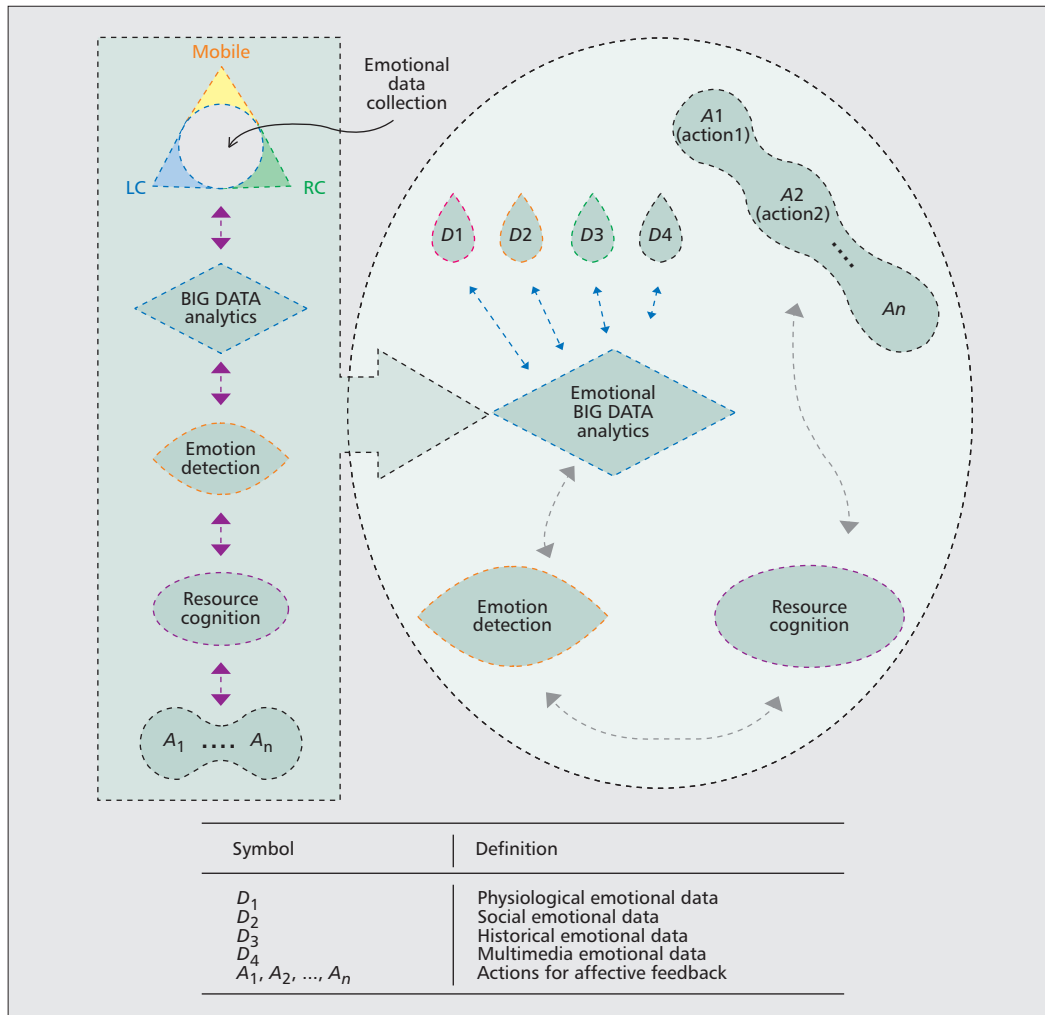 Mobile
Emotional
data
collection
LC
RC
BIG DATA
analytics
Emotion
detection
Resource
cognition
A1 .... An
A1
(action1)
A2
(action2)
.....
An
D1
D2
D3
D4
Emotional
BIG DATA
analytics
Emotion
detection
Resource
cognition
Symbol Definition
D1 Physiological emotional data
D2 Social emotional data
D3 Historical emotional data
D4 Multimedia emotional data
A1, A2, ..., An Actions for affective feedback